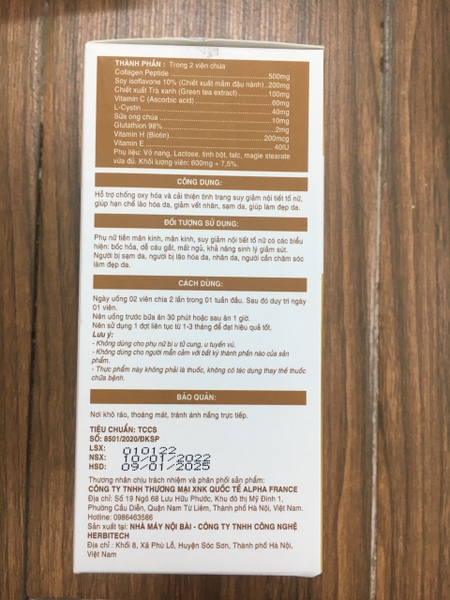 THÀNH PHẦN : Trong 2 viên chứa
Collagen Peptide ........ 500mg
Soy isoflavone 10% (Chiết xuất mầm đậu nành)..200mg
Chiết xuất Trà xanh (Green tea extract) ........ 100mg
Vitamin C (Ascorbic acid) ........ 60mg
L-Cystin ........ 40mg
Sữa ong chúa ........ 10mg
Glutathion 98% ........ 2mg
Vitamin H (Biotin) ........ 200mcg
Vitamin E ........ 40IU
Phụ liệu: Vỏ nang, Lactose, tinh bột, talc, magie stearate
vừa đủ. Khối lượng viên: 600mg + 7,5%.
CÔNG DỤNG:
Hỗ trợ chống oxy hóa và cải thiện tình trạng suy giảm nội tiết tố nữ,
giúp hạn chế lão hóa da, giảm vết nhăn, sạm da, giúp làm đẹp da.
ĐỐI TƯỢNG SỬ DỤNG:
Phụ nữ tiền mãn kinh, mãn kinh, suy giảm nội tiết tố nữ có các biểu
hiện: bốc hỏa, dễ cáu gắt, mất ngủ, khả năng sinh lý giảm sút.
Người bị sạm da, người bị lão hóa da, nhăn da, người cần chăm sóc
làm đẹp da.
CÁCH DÙNG:
Ngày uống 02 viên chia 2 lần trong 01 tuần đầu. Sau đó duy trì ngày
01 viên.
Nên uống trước bữa ăn 30 phút hoặc sau ăn 1 giờ.
Nên sử dụng 1 đợt liên tục từ 1-3 tháng để đạt hiệu quả tốt.
Lưu ý:
- Không dùng cho phụ nữ bị u tử cung, u tuyến vú.
- Không dùng cho người mẫn cảm với bất kỳ thành phần nào của sản
phẩm.
- Thực phẩm này không phải là thuốc, không có tác dụng thay thế thuốc
chữa bệnh.
BẢO QUẢN:
Nơi khô ráo, thoáng mát, tránh ánh nắng trực tiếp.
TIÊU CHUẨN: TCCS
SỐ: 8501/2020/ĐKSP
LSX: 010122
NSX: 10/01/2022
HSD: 09/01/2025
Thương nhân chịu trách nhiệm và phân phối sản phẩm:
CÔNG TY TNHH THƯƠNG MẠI XNK QUỐC TẾ ALPHA FRANCE
Địa chỉ: Số 19 Ngõ 68 Lưu Hữu Phước, Khu đô thị Mỹ Đình 1,
Phường Cầu Diễn, Quận Nam Từ Liêm, Thành phố Hà Nội, Việt Nam.
Hotline: 0986463586
Sản xuất tại: NHÀ MÁY NỘI BÀI - CÔNG TY TNHH CÔNG NGHỆ
HERBITECH
Địa chỉ : Khối 8, Xã Phù Lỗ, Huyện Sóc Sơn, Thành phố Hà Nội,
Việt Nam